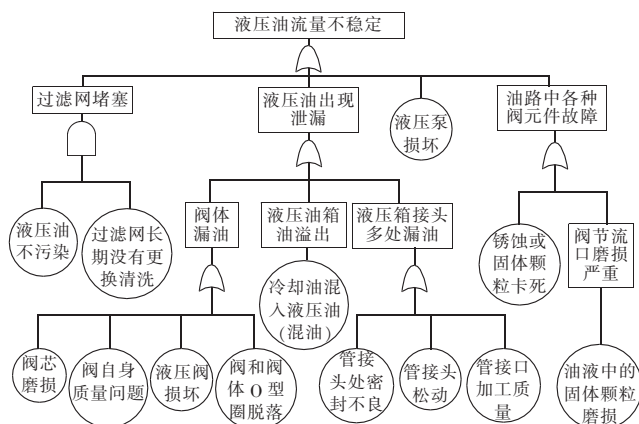 液压油流量不稳定
过滤网堵塞
液压油出现
泄漏
液压泵
损坏
油路中各种
阀元件故障
液压油
不污染
过滤网长
期没有更
换清洗
阀体
漏油
液压油箱
油溢出
液压箱接头
多处漏油
锈蚀或
固体颗
粒卡死
阀节流
口磨损
严重
冷却油混
入液压油
(混油)
阀芯
磨损
阀自身
质量问题
液压阀
损坏
阀和阀
体 O 型
圈脱落
管接
头处密
封不良
管接头
松动
管接口
加工质
量
油液中的
固体颗粒
磨损